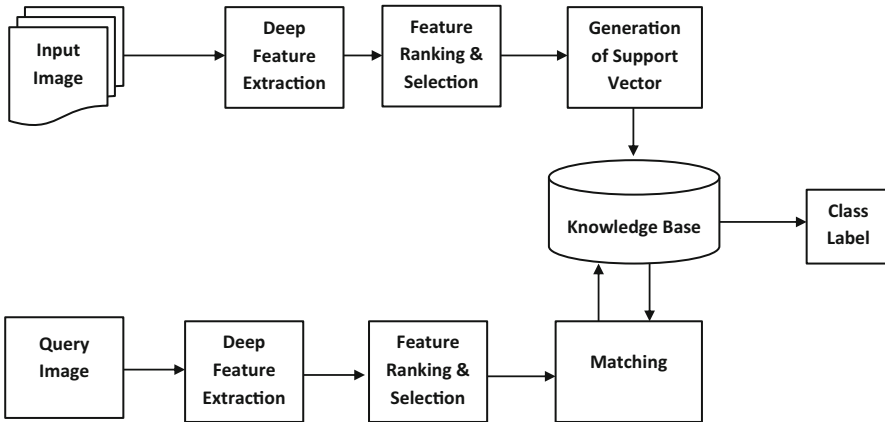 Input
Image
Deep
Feature
Extraction
Feature
Ranking &
Selection
Generation
of Support
Vector
Knowledge Base
Class
Label
Query
Image
Deep
Feature
Extraction
Feature
Ranking &
Selection
Matching